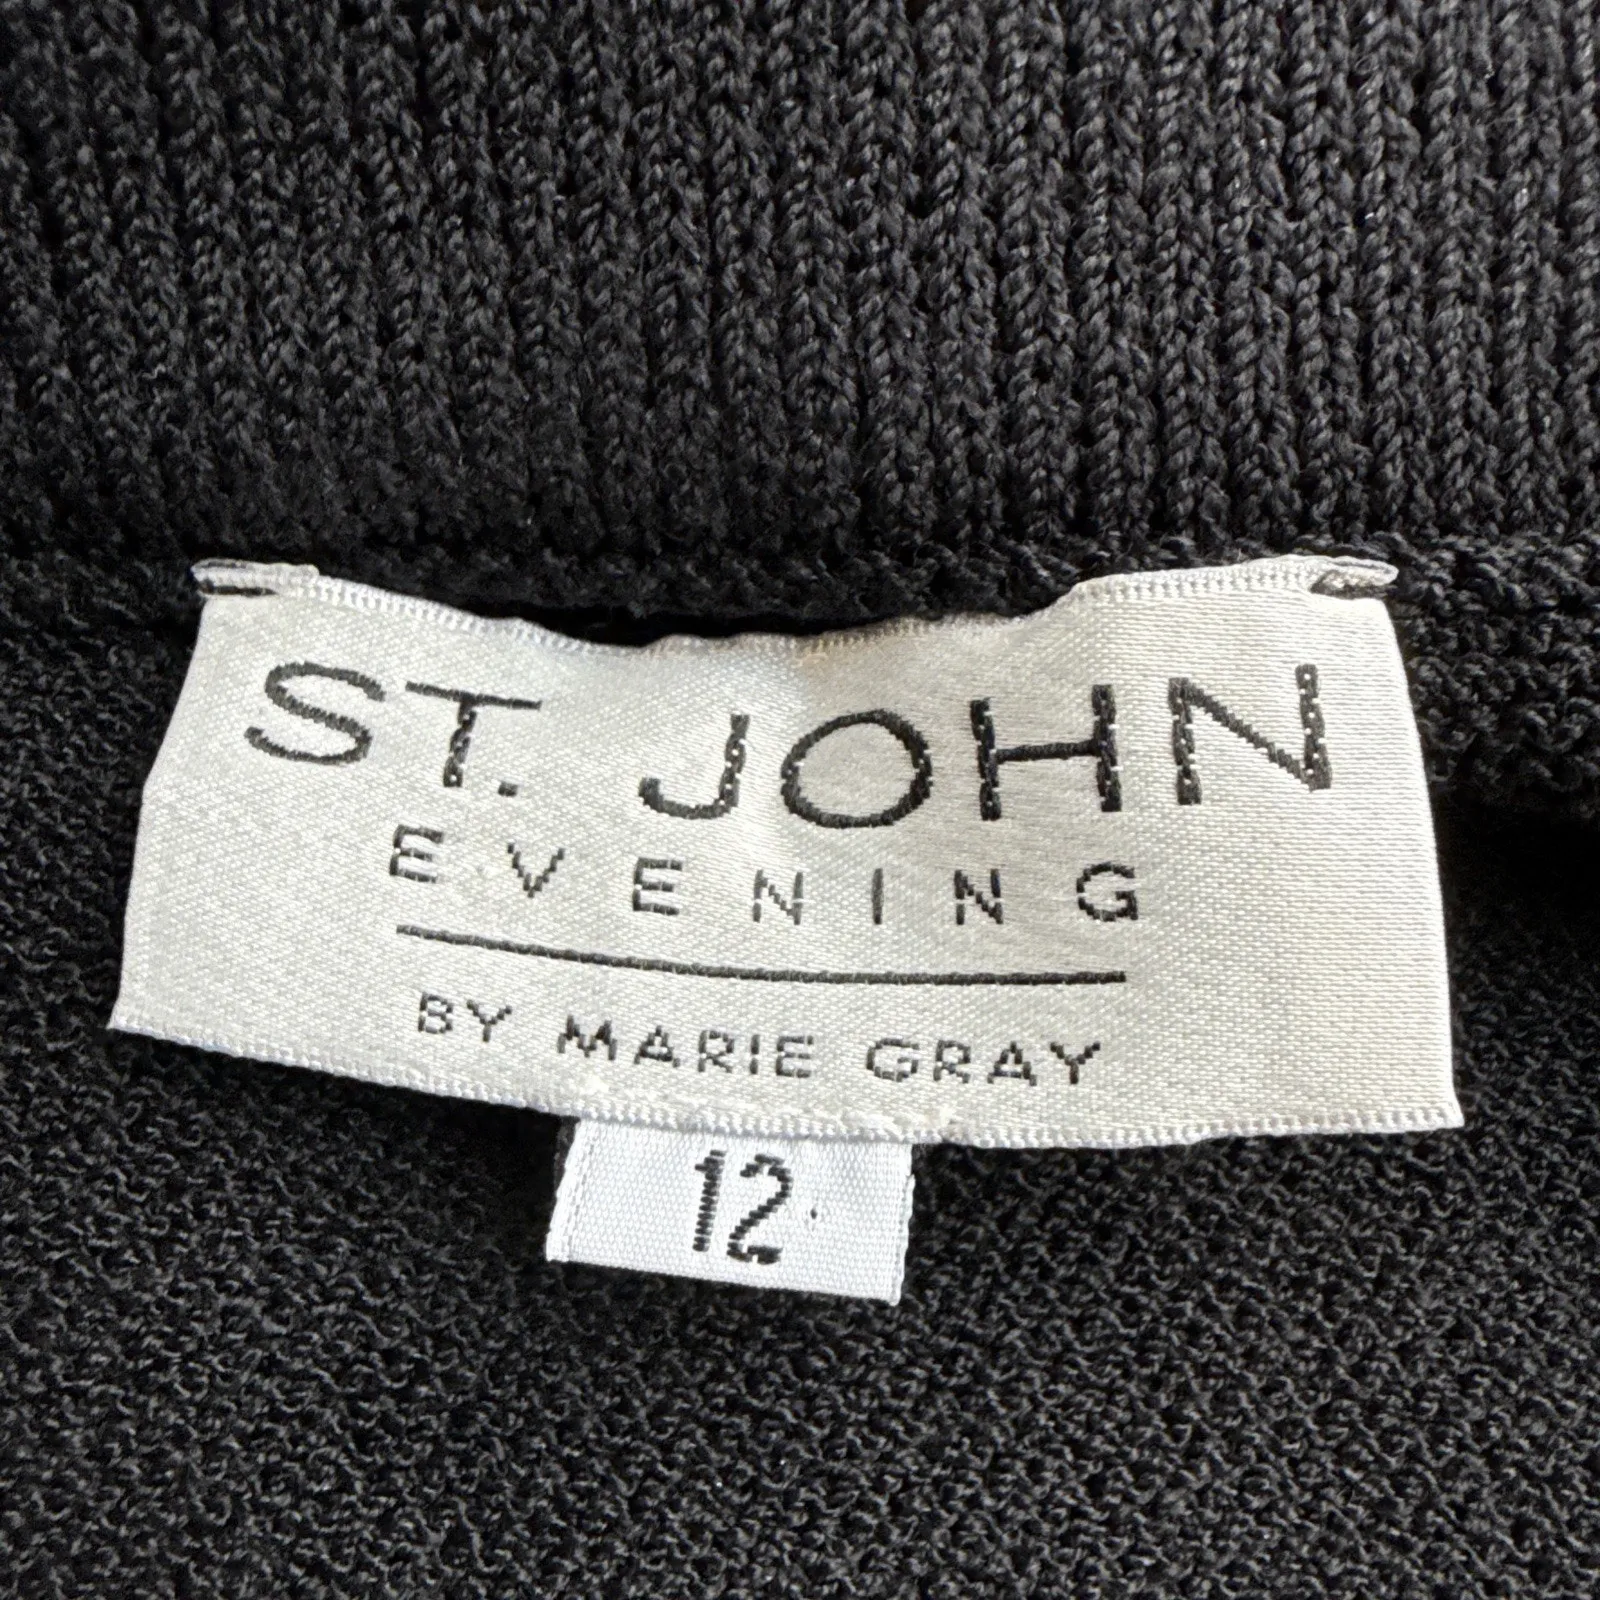 ST. JOHN
EVENING
BY MARIE GRAY
12